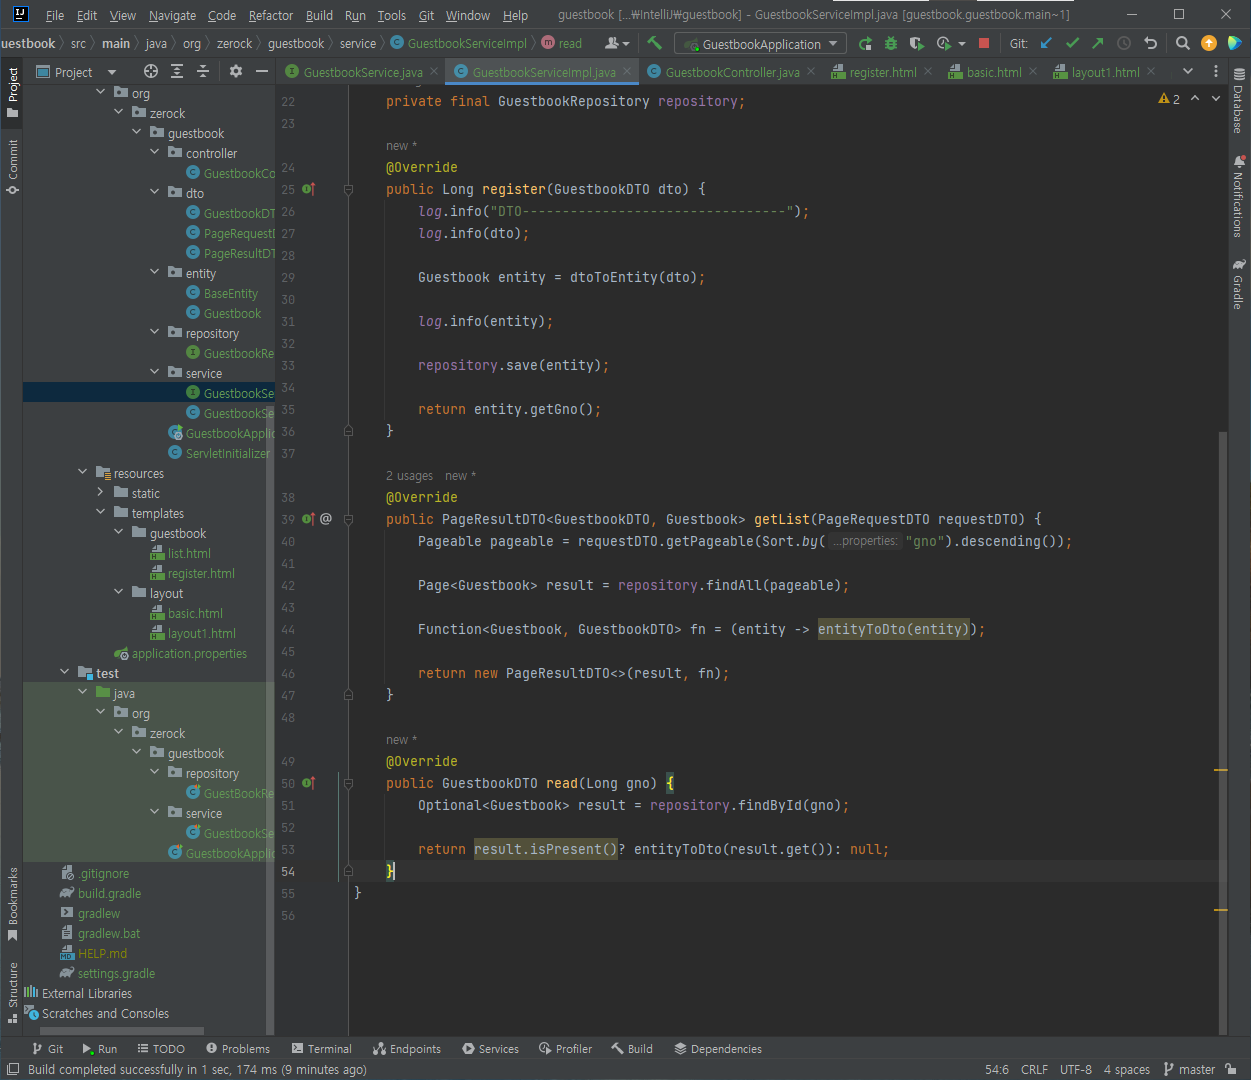 File Edit View Navigate Code Refactor Build Run Tools Git Window Help guestbook [...₩IntelliJ₩guestbook] - GuestbookServiceImpl.java [guestbook.guestbook.main~1]
uestbook src main java org zerock guestbook service GuestbookServiceImpl read GuestbookApplication Git:
Project GuestbookService.java GuestbookServiceImpl.java GuestbookController.java register.html basic.html layout1.html
Project
Commit
Bookmarks
Structure
org
zerock
guestbook
controller
GuestbookCo
dto
GuestbookDT
PageRequestD
PageResultDT
entity
BaseEntity
Guestbook
repository
GuestbookRe
service
GuestbookSe
GuestbookSe
GuestbookApplic
ServletInitializer
resources
static
templates
guestbook
list.html
register.html
layout
basic.html
layout1.html
application.properties
test
java
org
zerock
guestbook
repository
GuestBookRe
service
GuestbookSe
GuestbookApplic
.gitignore
build.gradle
gradlew
gradlew.bat
HELP.md
settings.gradle
External Libraries
Scratches and Consoles
22 private final GuestbookRepository repository;
2
23
new *
24 @Override
25 public Long register(GuestbookDTO dto) {
26 log.info("DTO---------------------------------");
27 log.info(dto);
28
29 Guestbook entity = dtoToEntity(dto);
30
31 log.info(entity);
32
33 repository.save(entity);
34
35 return entity.getGno();
36 }
37
2 usages new *
38 @Override
39 @ public PageResultDTO<GuestbookDTO, Guestbook> getList(PageRequestDTO requestDTO) {
40 Pageable pageable = requestDTO.getPageable(Sort.by( ...properties: "gno").descending());
41
42 Page<Guestbook> result = repository.findAll(pageable);
43
44 Function<Guestbook, GuestbookDTO> fn = (entity -> entityToDto(entity));
45
46 return new PageResultDTO<>(result, fn);
47 }
48
new *
49 @Override
50 public GuestbookDTO read(Long gno) {
51 Optional<Guestbook> result = repository.findById(gno);
52
53 return result.isPresent()? entityToDto(result.get()): null;
54 }
55 }
56
Database
Notifications
Gradle
Git Run TODO Problems Terminal Endpoints Services Profiler Build Dependencies
Build completed successfully in 1 sec, 174 ms (9 minutes ago) 54:6 CRLF UTF-8 4 spaces master